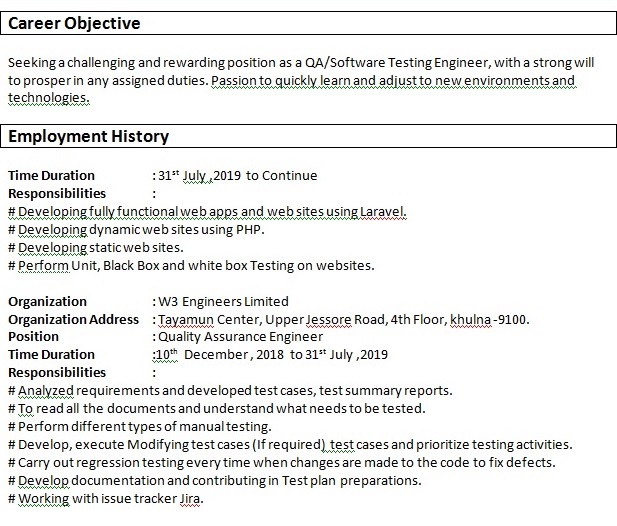 Career Objective
Seeking a challenging and rewarding position as a QA/Software Testing Engineer, with a strong will
to prosper in any assigned duties. Passion to quickly learn and adjust to new environments and
technologies.
Employment History
Time Duration : 31st July ,2019 to Continue
Responsibilities :
# Developing fully functional web apps and web sites using Laravel.
# Developing dynamic web sites using PHP.
# Developing static web sites.
# Perform Unit, Black Box and white box Testing on websites.
Organization : W3 Engineers Limited
Organization Address : Tayamun Center, Upper Jessore Road, 4th Floor, khulna -9100.
Position : Quality Assurance Engineer
Time Duration :10th December, 2018 to 31st July ,2019
Responsibilities :
# Analyzed requirements and developed test cases, test summary reports.
# To read all the documents and understand what needs to be tested.
# Perform different types of manual testing.
# Develop, execute Modifying test cases (If required) test cases and prioritize testing activities.
# Carry out regression testing every time when changes are made to the code to fix defects.
# Develop documentation and contributing in Test plan preparations.
# Working with issue tracker Jira.